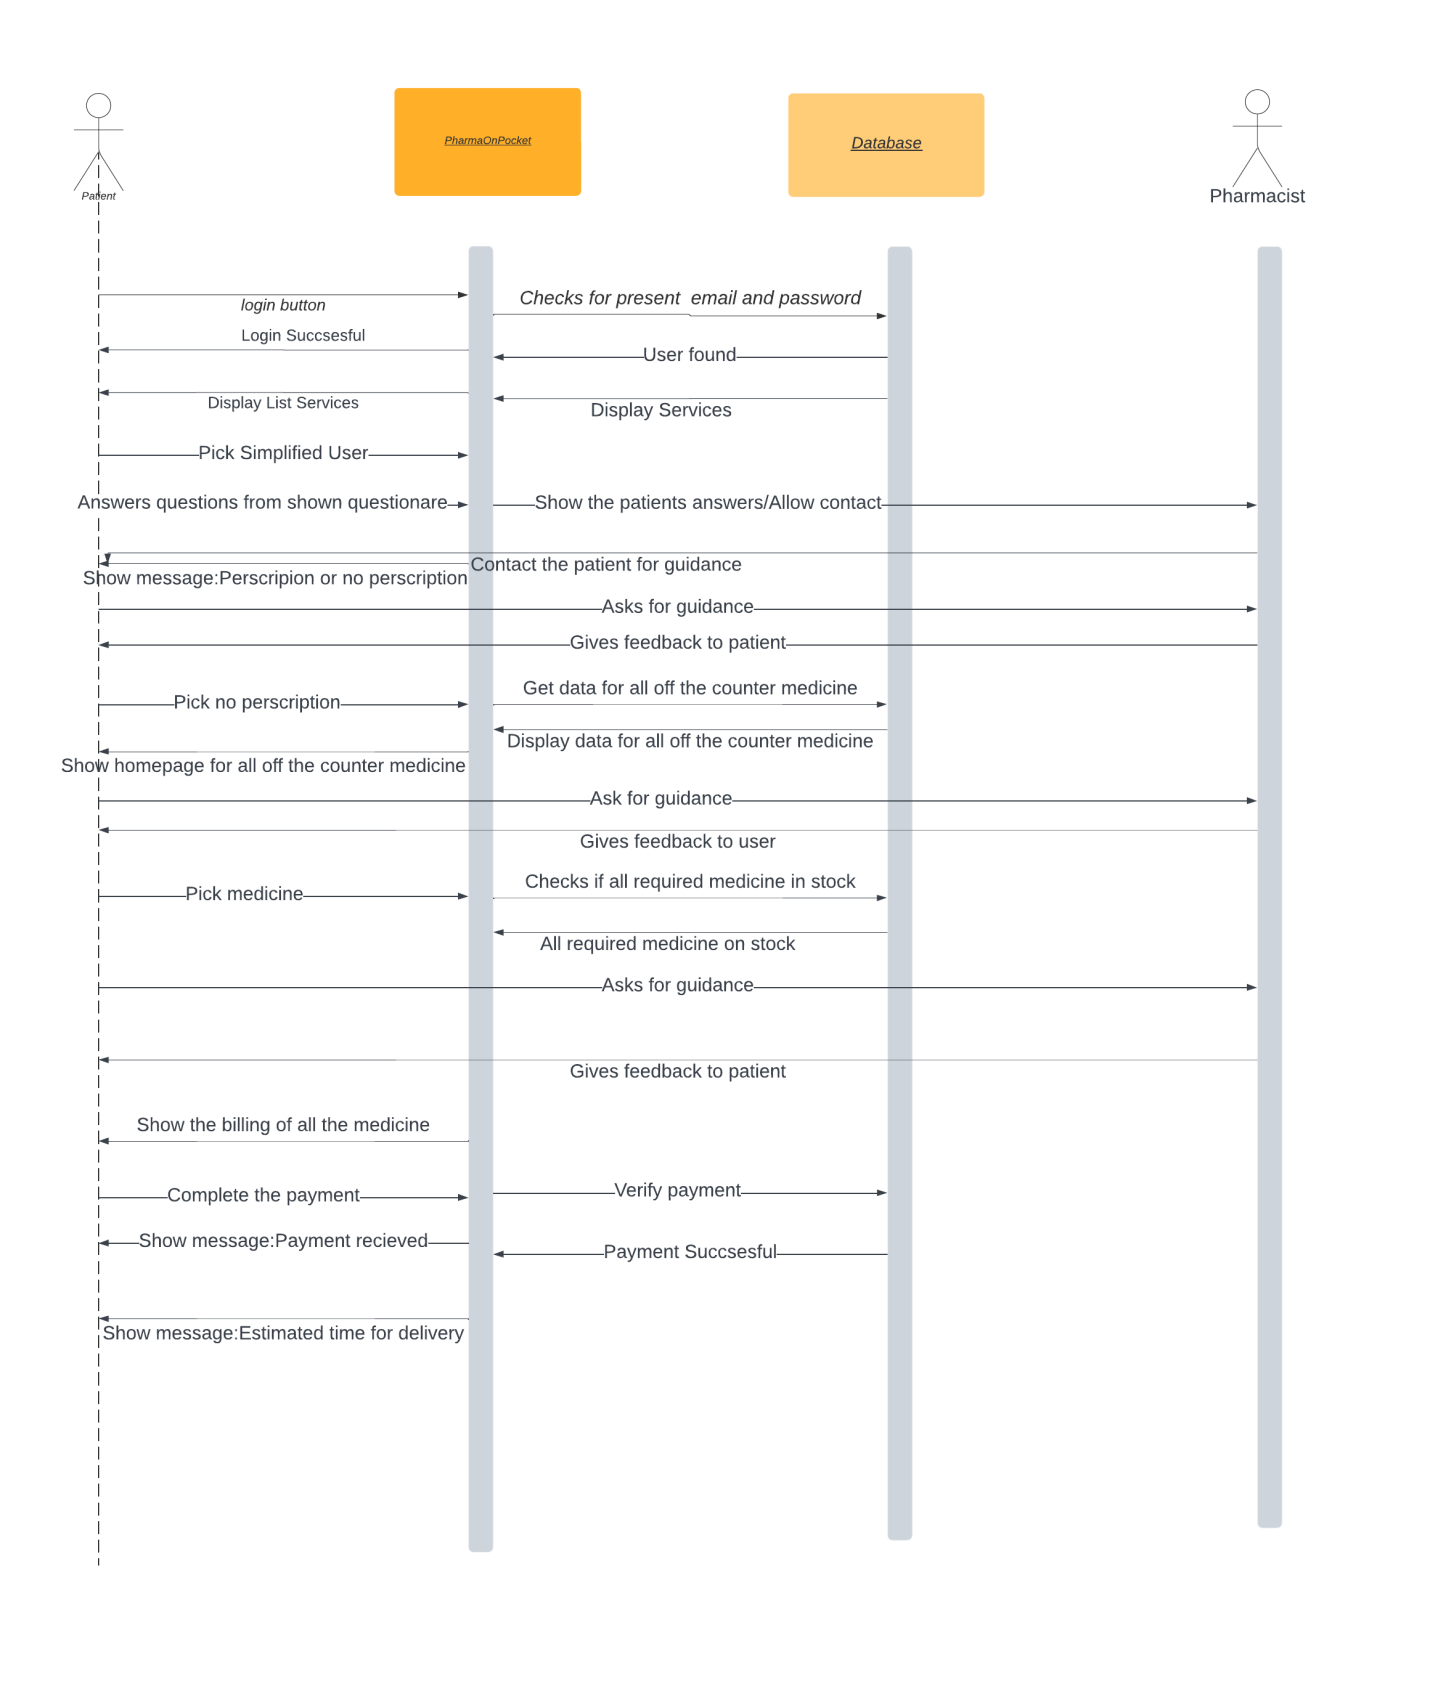 PharmaOnPocket
Database
Patient
Pharmacist
login button
Checks for present  email and password
Login Succsesful
User found
Display List Services
Display Services
Pick Simplified User
Answers questions from shown questionare
Show the patients answers/Allow contact
Contact the patient for guidance
Show message:Perscripion or no perscription
Asks for guidance
Gives feedback to patient
Get data for all off the counter medicine
Pick no perscription
Display data for all off the counter medicine
Show homepage for all off the counter medicine
Ask for guidance
Gives feedback to user
Checks if all required medicine in stock
Pick medicine
All required medicine on stock
Asks for guidance
Gives feedback to patient
Show the billing of all the medicine
Complete the payment
Verify payment
Show message:Payment recieved
Payment Succsesful
Show message:Estimated time for delivery